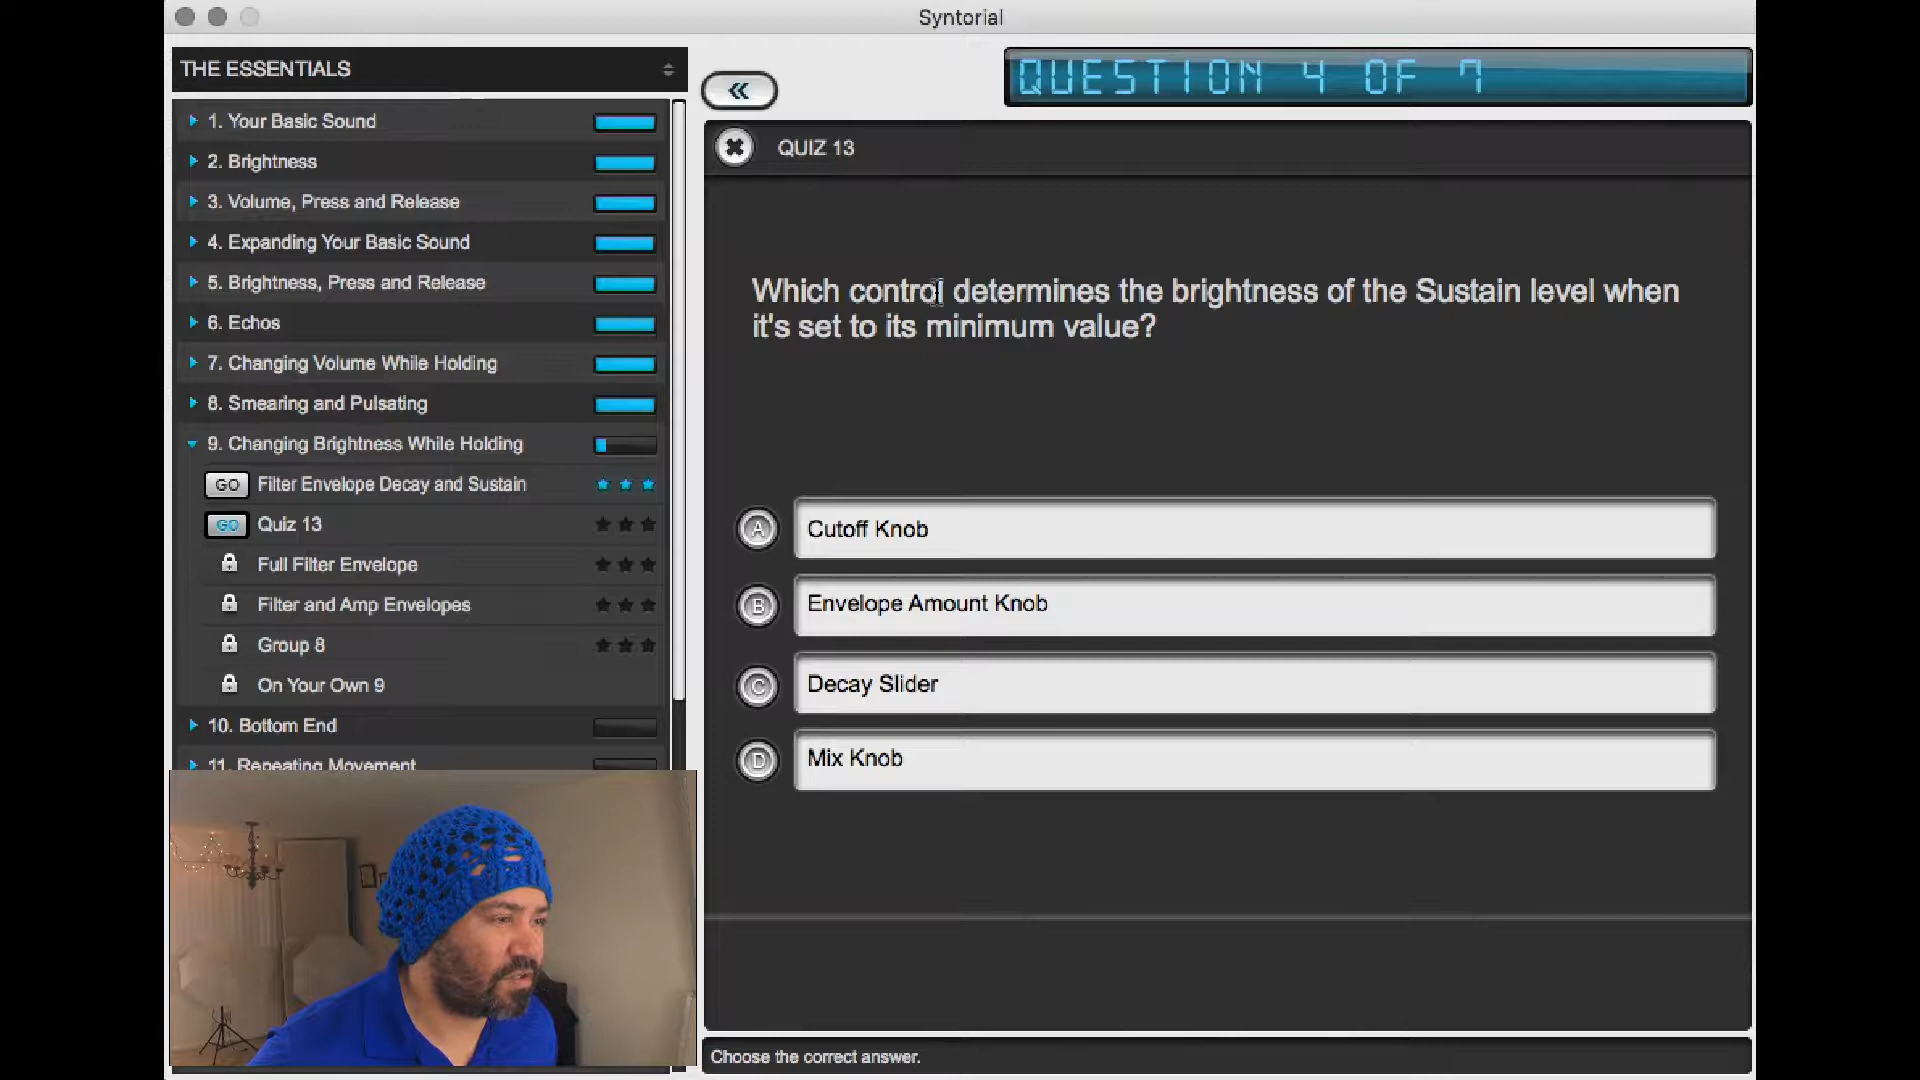 Syntorial
THE ESSENTIALS
QUESTION 4 OF 7
1. Your Basic Sound
2. Brightness
3. Volume, Press and Release
4. Expanding Your Basic Sound
5. Brightness, Press and Release
6. Echos
7. Changing Volume While Holding
8. Smearing and Pulsating
9. Changing Brightness While Holding
GO Filter Envelope Decay and Sustain
GO Quiz 13
Full Filter Envelope
Filter and Amp Envelopes
Group 8
On Your Own 9
10. Bottom End
11. Repeating Movement
QUIZ 13
Which control determines the brightness of the Sustain level when
it's set to its minimum value?
A Cutoff Knob
B Envelope Amount Knob
C Decay Slider
D Mix Knob
Choose the correct answer.